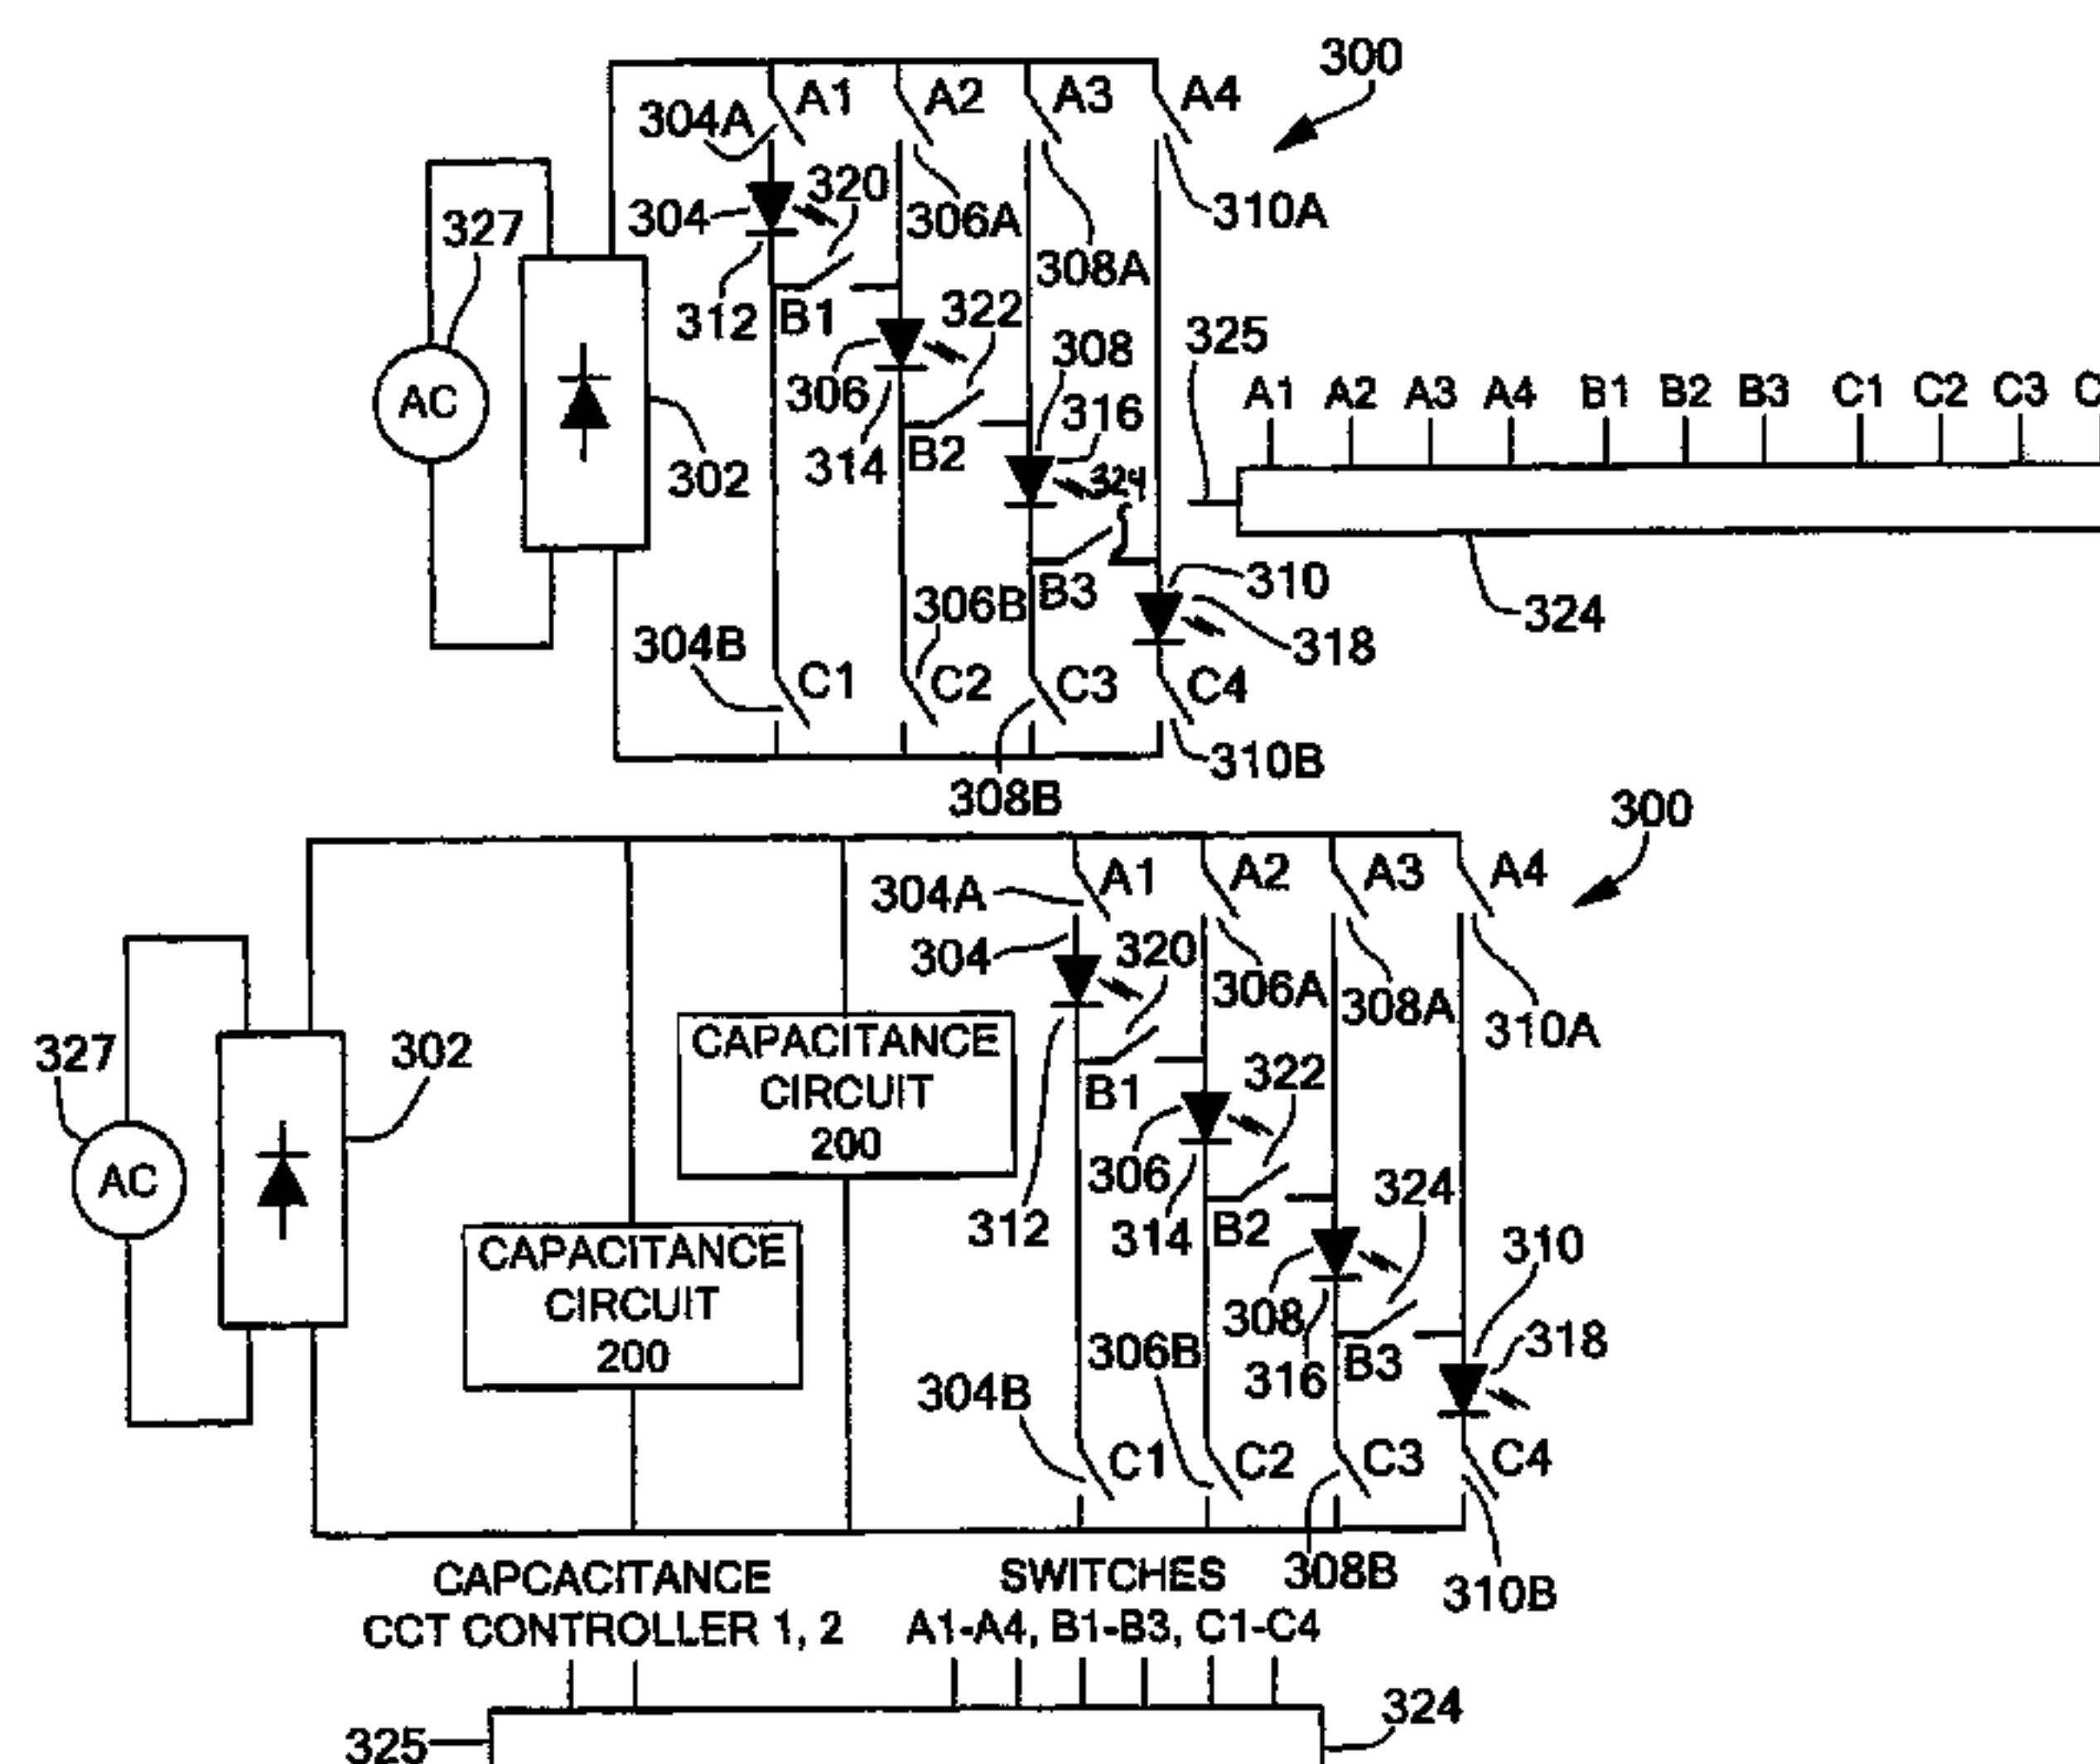 300
A1 A2 A3 A4
304A
320
304
306A
310A
327
308A
312 B1
322
308
325
A1 A2 A3 A4 B1 B2 B3 C1 C2 C3 C
AC
306
316
314 B2
324
302
310
B3
306B
324
318
304B
C1 C2 C3 C4
310B
308B
300
A1 A2 A3 A4
304A
304
320
306A
308A
310A
327
302
CAPACITANCE
CIRCUIT
200
B1
322
AC
306
324
312
314 B2
310
CAPACITANCE
CIRCUIT
200
308
318
306B
316 B3
304B
C1 C2 C3 C4
308B
310B
CAPCACITANCE
CCT CONTROLLER 1, 2
SWITCHES
A1-A4, B1-B3, C1-C4
324
325